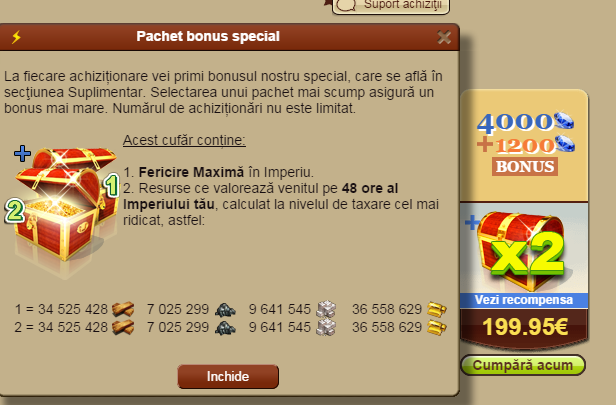 Suport achiziții
Pachet bonus special
La fiecare achiziționare vei primi bonusul nostru special, care se află în
secțiunea Suplimentar. Selectarea unui pachet mai scump asigură un
bonus mai mare. Numărul de achiziționări nu este limitat.
Acest cufăr conține:
1. Fericire Maximă în Imperiu.
2. Resurse ce valorează venitul pe 48 ore al
Imperiului tău, calculat la nivelul de taxare cel mai
ridicat, astfel:
+
1
2
1 = 34 525 428 7 025 299 9 641 545 36 558 629
2 = 34 525 428 7 025 299 9 641 545 36 558 629
Inchide
4000
+1200
BONUS
+
x2
Vezi recompensa
199.95€
Cumpără acum